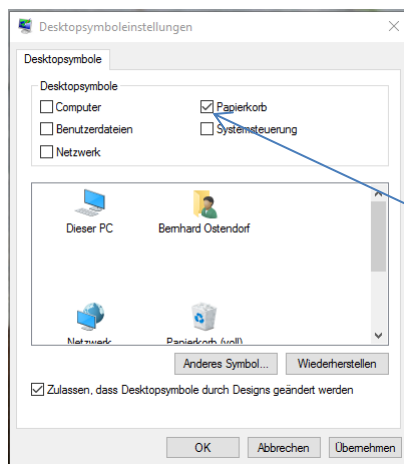 Desktopsymboleinstellungen
Desktopsymbole
Desktopsymbole
Computer Papierkorb
Benutzerdateien Systemsteuerung
Netzwerk
Dieser PC Bernhard Ostendorf
Netzwerk Papierkorb (voll)
Anderes Symbol... Wiederherstellen
Zulassen, dass Desktopsymbole durch Designs geändert werden
OK Abbrechen Übernehmen